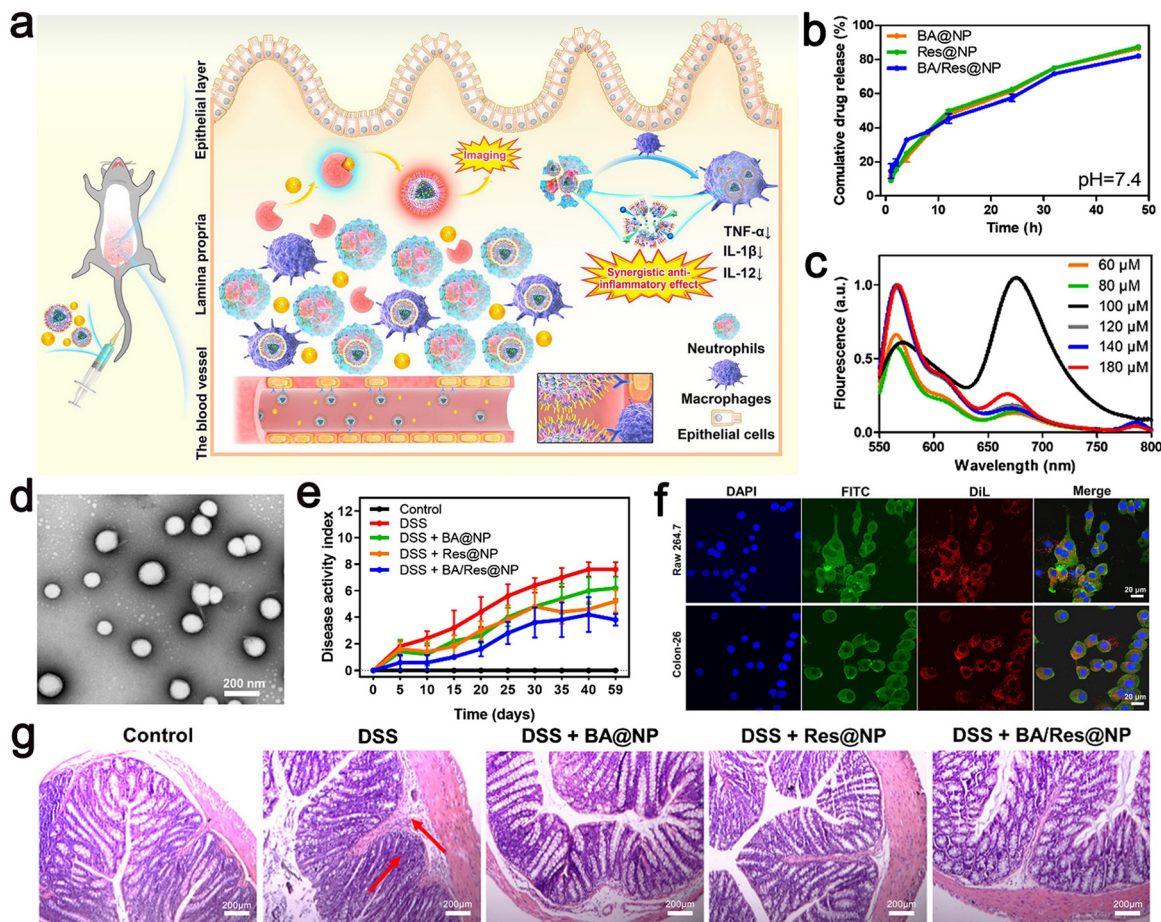 a
Epithelial layer
Lamina propria
The blood vessel
Imaging
TNF-α↓
IL-1β↓
IL-12↓
Synergistic anti-
inflammatory effect
Neutrophils
Macrophages
Epithelial cells
b
Comulative drug release (%)
100
80
60
40
20
0
BA@NP
Res@NP
BA/Res@NP
pH=7.4
0 10 20 30 40 50
Time (h)
c
Flourescence (a.u.)
1.0
0.5
0.0
60 μM
80 μM
100 μM
120 μM
140 μM
180 μM
550 600 650 700 750 800
Wavelength (nm)
d
200 nm
e
Disease activity index
12
10
8
6
4
2
0
Control
DSS
DSS + BA@NP
DSS + Res@NP
DSS + BA/Res@NP
0 5 10 15 20 25 30 35 40 59
Time (days)
f
DAPI FITC DiL Merge
Raw 264.7
20 μm
Colon-26
20 μm
g
Control DSS DSS + BA@NP DSS + Res@NP DSS + BA/Res@NP
200μm 200μm 200μm 200μm 200μm